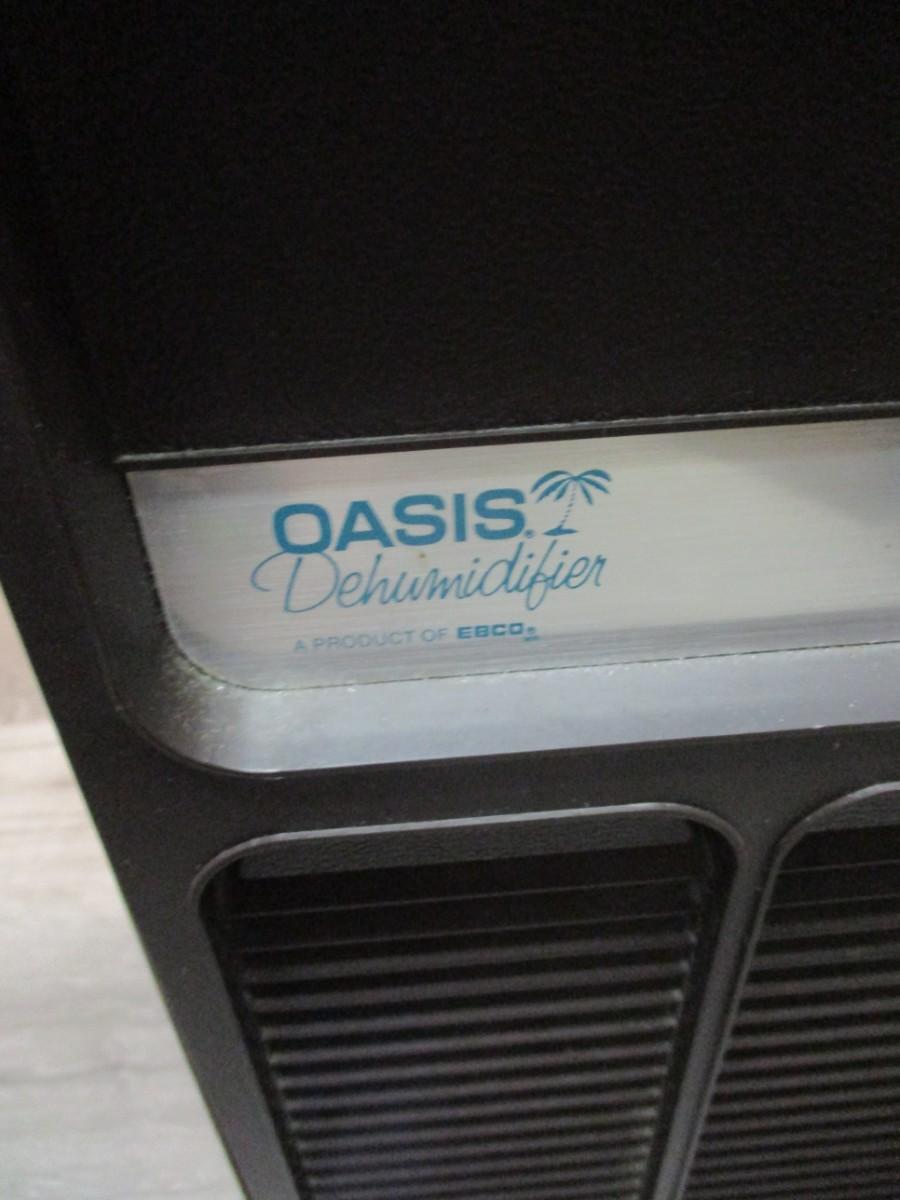 OASIS®
Dehumidifier
A PRODUCT OF EBCO®